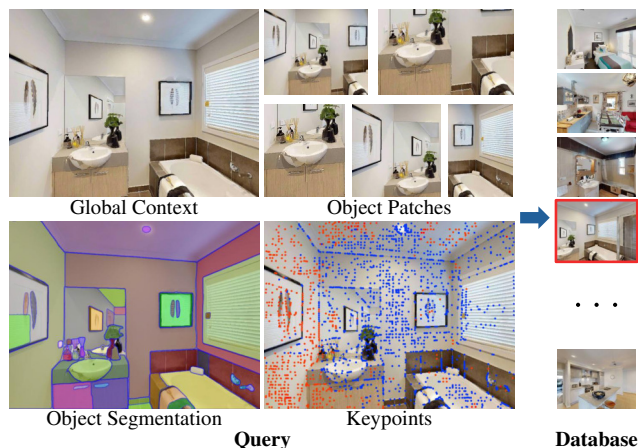 Global Context
Object Patches
Object Segmentation
Keypoints
. . .
Query
Database